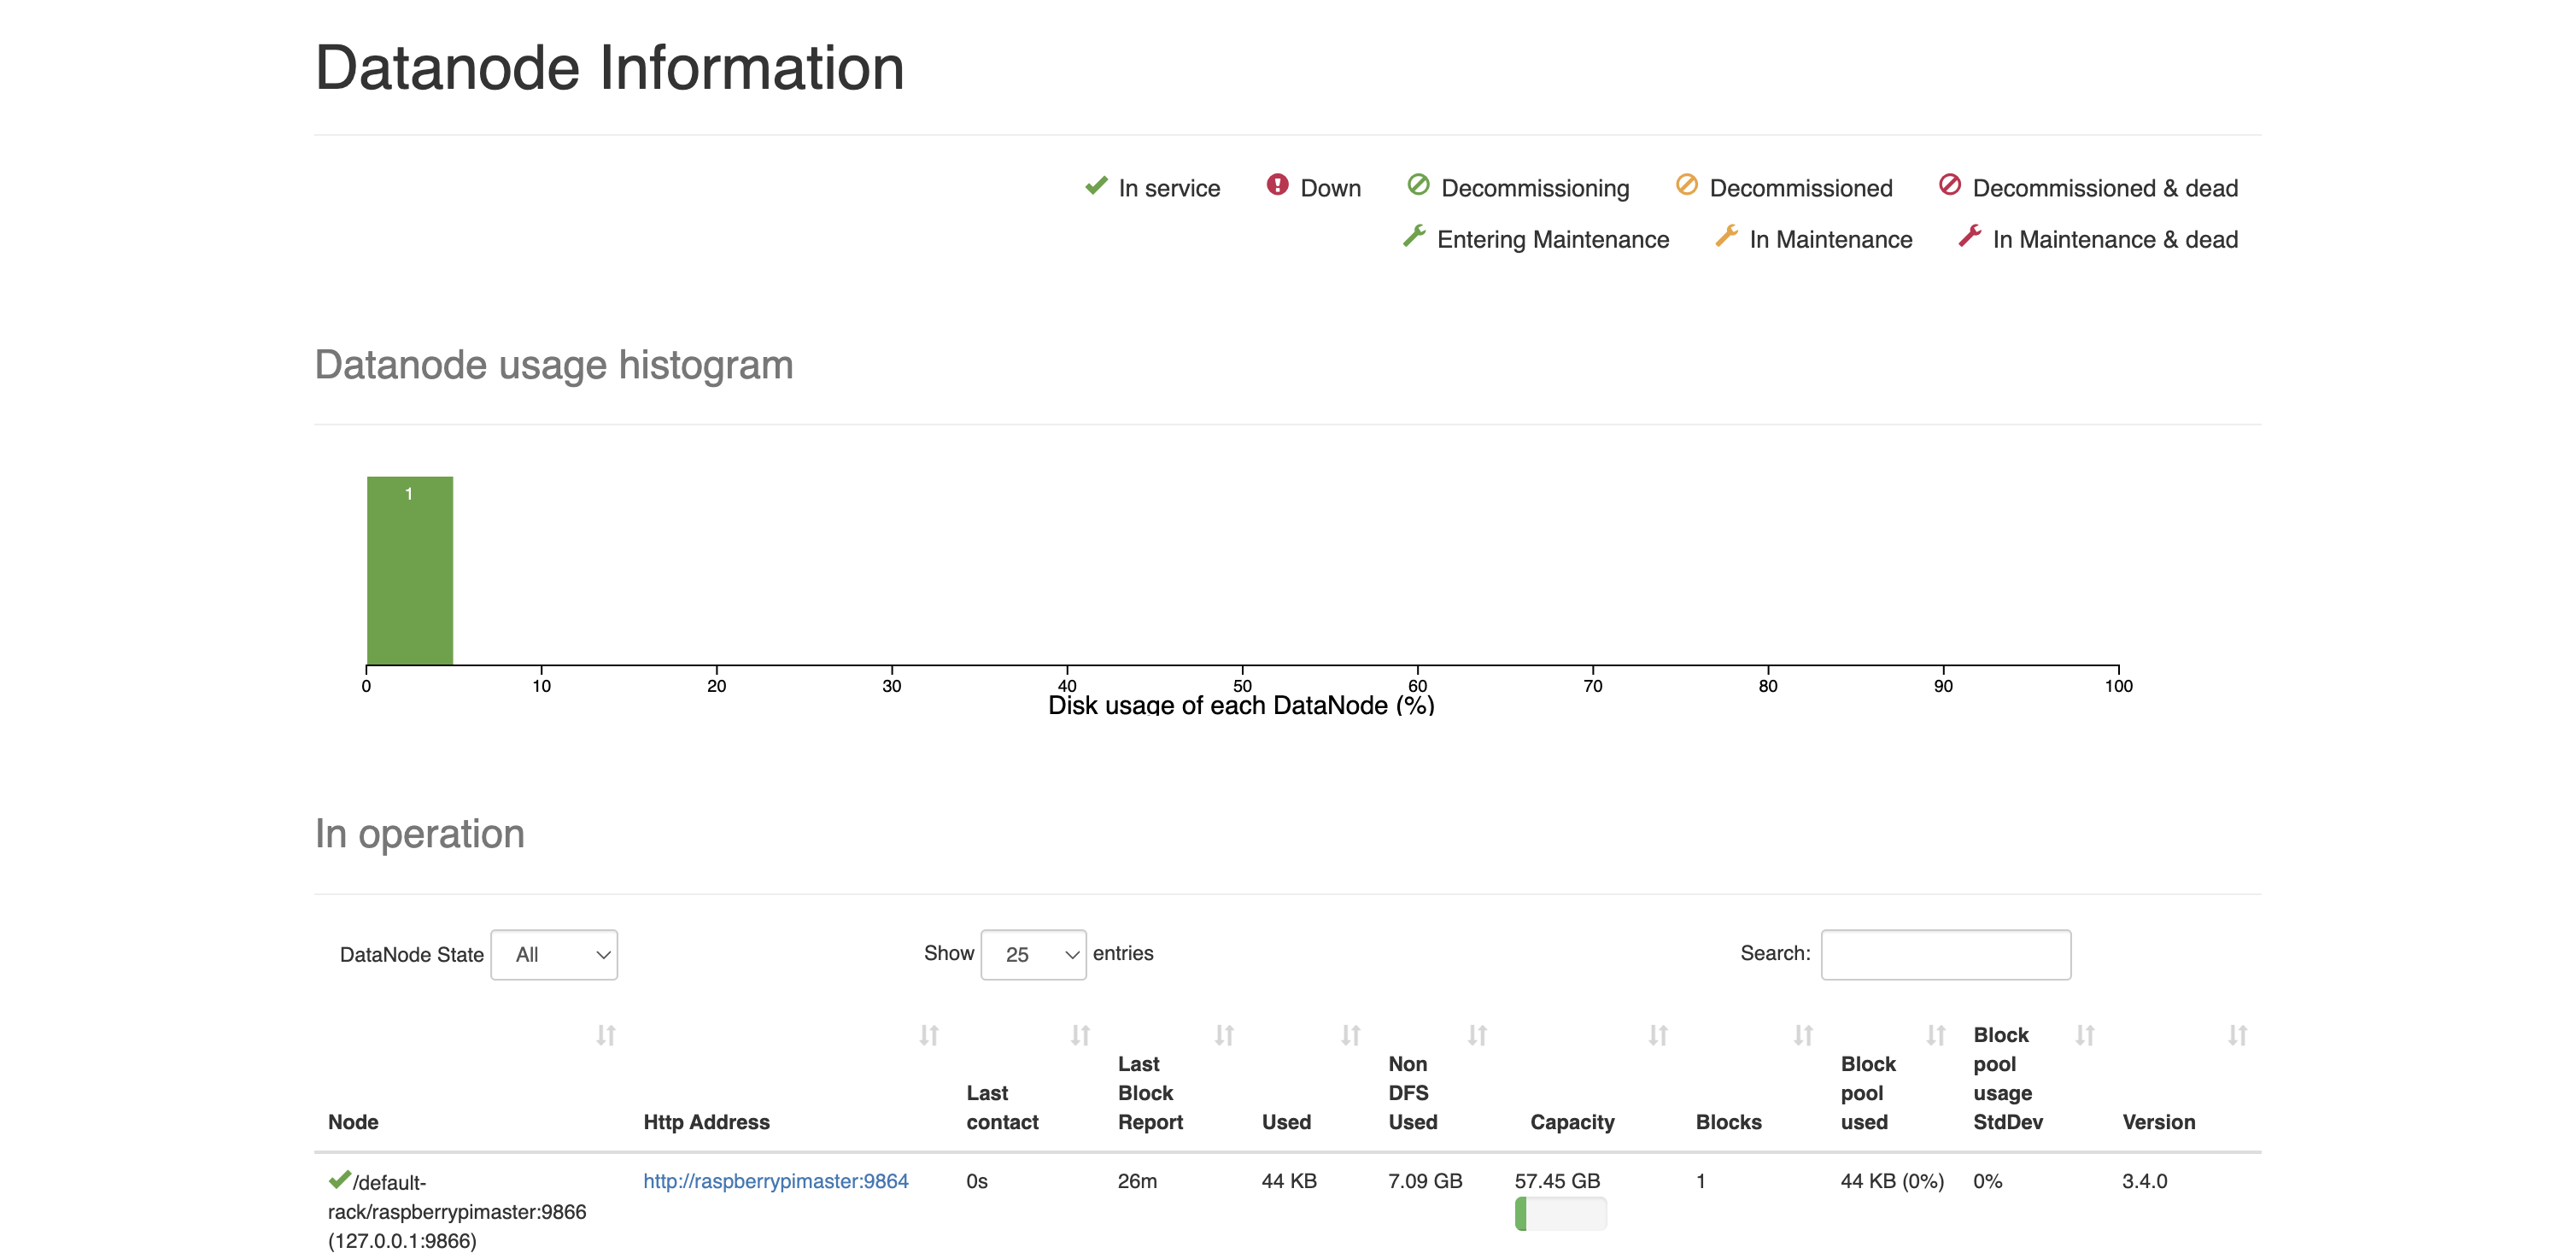 Datanode Information
In service Down Decommissioning Decommissioned Decommissioned & dead
Entering Maintenance In Maintenance In Maintenance & dead
Datanode usage histogram
1
0 10 20 30 40 50 60 70 80 90 100
Disk usage of each DataNode (%)
In operation
DataNode State All Show 25 entries Search:
Node Http Address Last contact Last Block Report Used Non DFS Used Capacity Blocks Block pool used Block pool usage StdDev Version
/default- http://raspberrypimaster:9864 0s 26m 44 KB 7.09 GB 57.45 GB 1 44 KB (0%) 0% 3.4.0
rack/raspberrypimaster:9866
(127.0.0.1:9866)